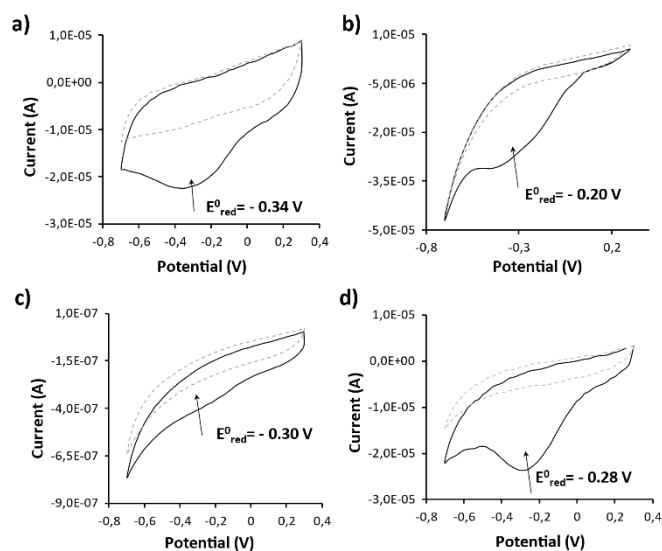 a)
1,0E-05
0,0E+00
-1,0E-05
-2,0E-05
-3,0E-05
Current (A)
E⁰red= - 0.34 V
-0,8 -0,6 -0,4 -0,2 0 0,2 0,4
Potential (V)
b)
1,0E-05
-5,0E-06
-2,0E-05
-3,5E-05
-5,0E-05
Current (A)
E⁰red= - 0.20 V
-0,8 -0,3 0,2
Potential (V)
c)
1,0E-07
-1,5E-07
-4,0E-07
-6,5E-07
-9,0E-07
Current (A)
E⁰red= - 0.30 V
-0,8 -0,6 -0,4 -0,2 0 0,2 0,4
Potential (V)
d)
1,0E-05
0,0E+00
-1,0E-05
-2,0E-05
-3,0E-05
Current (A)
E⁰red= - 0.28 V
-0,8 -0,6 -0,4 -0,2 0 0,2 0,4
Potential (V)